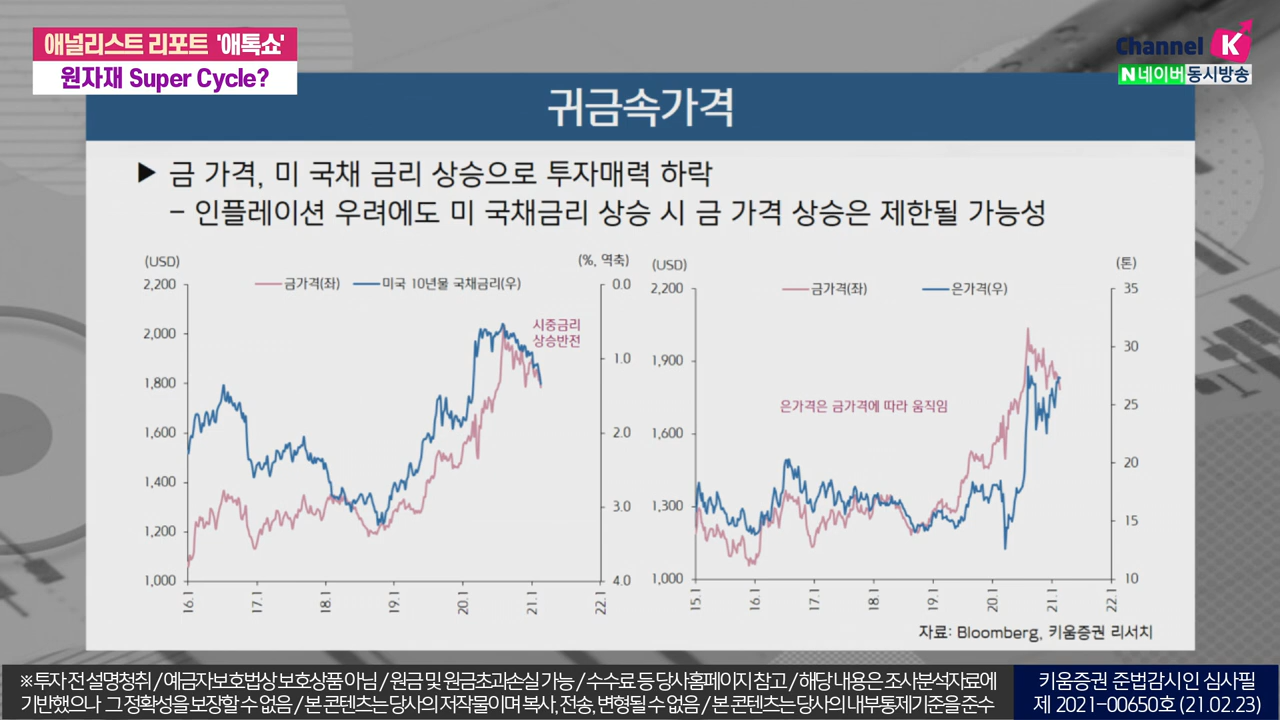 애널리스트 리포트 '애톡쇼'
원자재 Super Cycle?
Channel K
N 네이버 동시방송
귀금속가격
▶ 금 가격, 미 국채 금리 상승으로 투자매력 하락
– 인플레이션 우려에도 미 국채금리 상승 시 금 가격 상승은 제한될 가능성
(USD) (%, 역축)
금가격(좌) 미국 10년물 국채금리(우)
2,200 0.0
시중금리
상승반전
2,000
1.0
1,800
1,600 2.0
1,400
3.0
1,200
1,000 4.0
16.1 17.1 18.1 19.1 20.1 21.1 22.1
(USD) (톤)
금가격(좌) 은가격(우)
2,200 35
30
1,900
25
은가격은 금가격에 따라 움직임
1,600
20
1,300
15
1,000 10
15.1 16.1 17.1 18.1 19.1 20.1 21.1 22.1
자료: Bloomberg, 키움증권 리서치
※ 투자 전 설명청취 / 예금자보호법상 보호상품 아님 / 원금 및 원금초과손실 가능 / 수수료 등 당사홈페이지 참고 / 해당 내용은 조사분석자료에
기반했으나 그 정확성을 보장할 수 없음 / 본 콘텐츠는 당사의 저작물이며 복사, 전송, 변형될 수 없음 / 본 콘텐츠는 당사의 내부통제기준을 준수
키움증권 준법감시인 심사필
제 2021-00650호 (21.02.23)